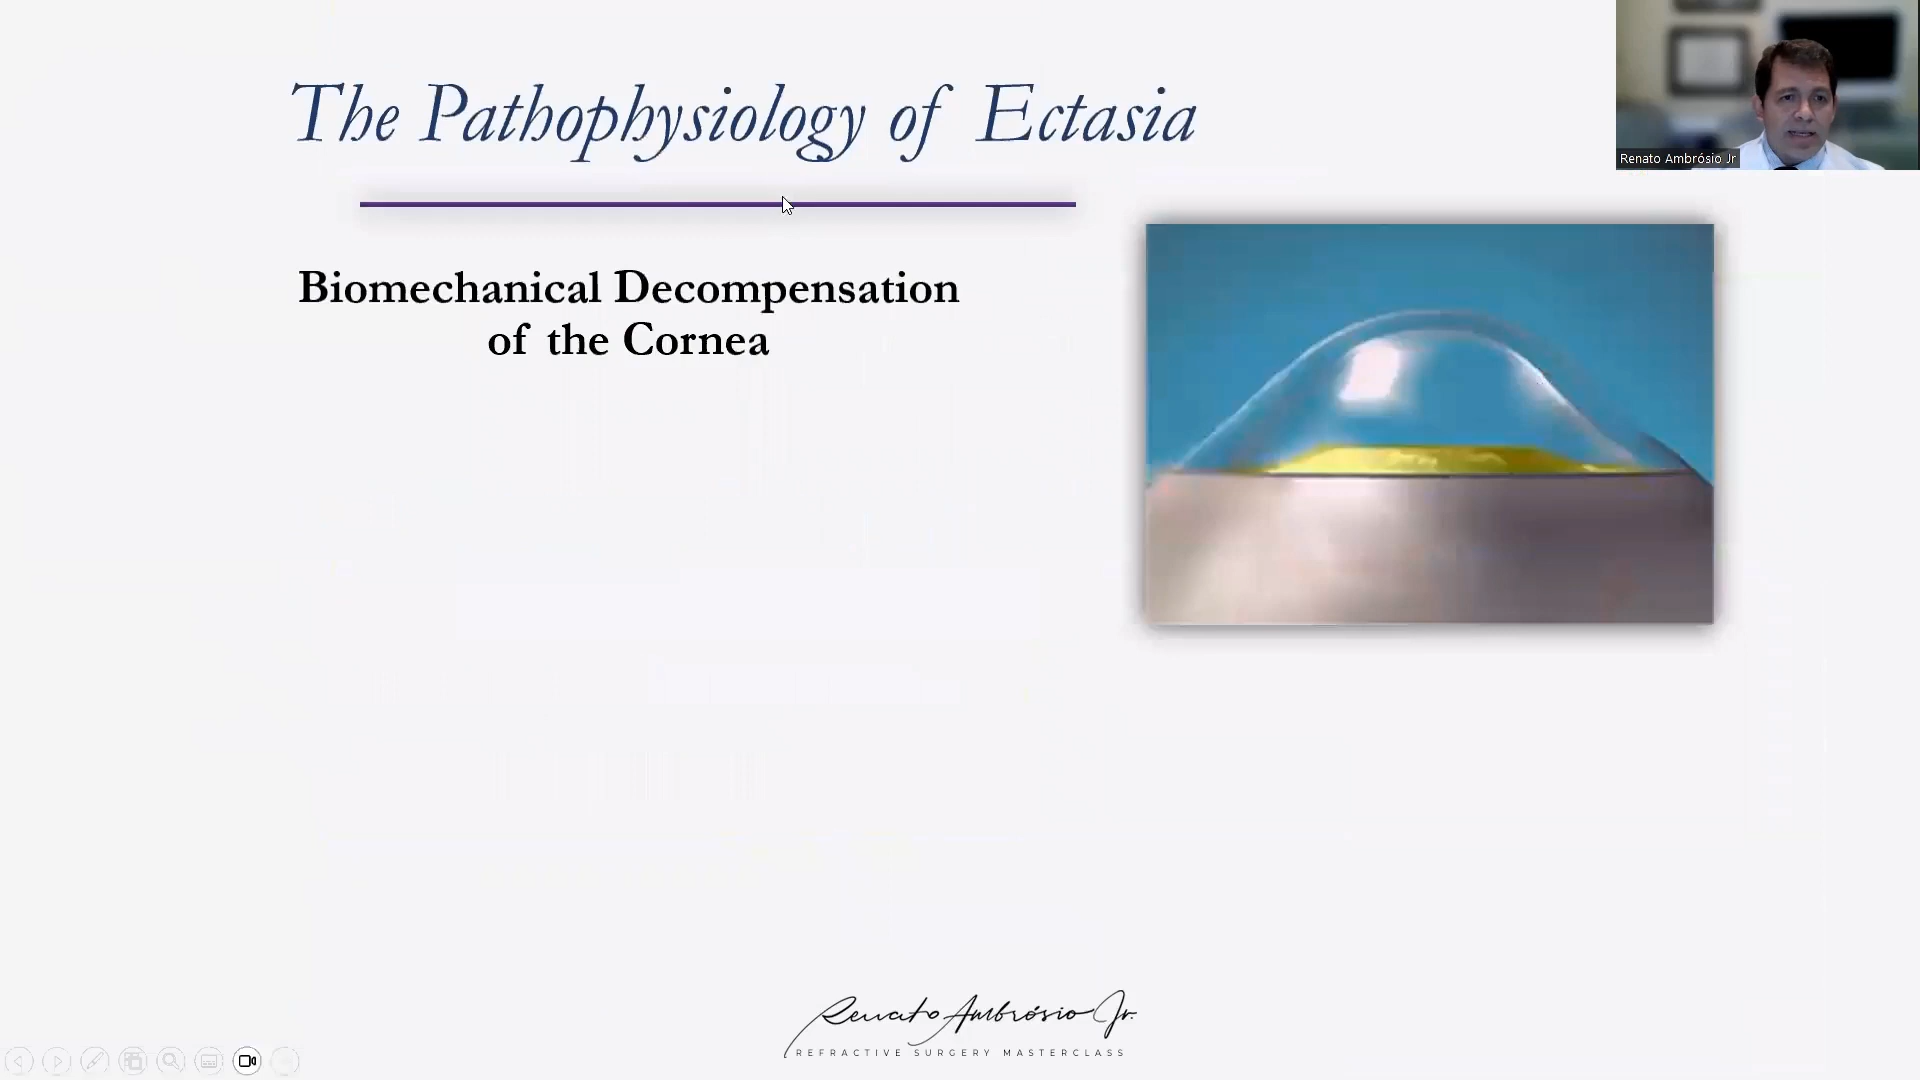 The Pathophysiology of Ectasia
Renato Ambrósio Jr
Biomechanical Decompensation
of the Cornea
Renato Ambrósio Jr.
REFRACTIVE SURGERY MASTERCLASS